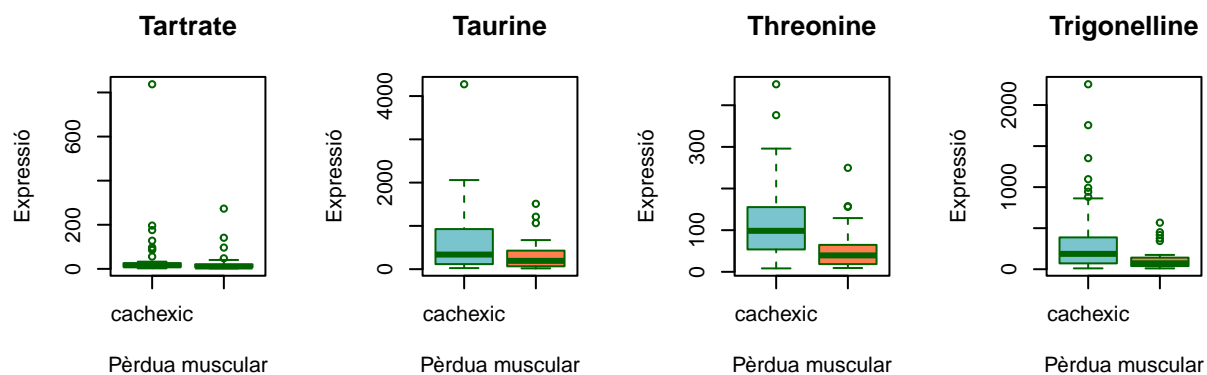 Tartrate
Expressió
0
200
600
cachexic
Pèrdua muscular
Taurine
Expressió
0
2000
4000
cachexic
Pèrdua muscular
Threonine
Expressió
0
100
300
cachexic
Pèrdua muscular
Trigonelline
Expressió
0
1000
2000
cachexic
Pèrdua muscular